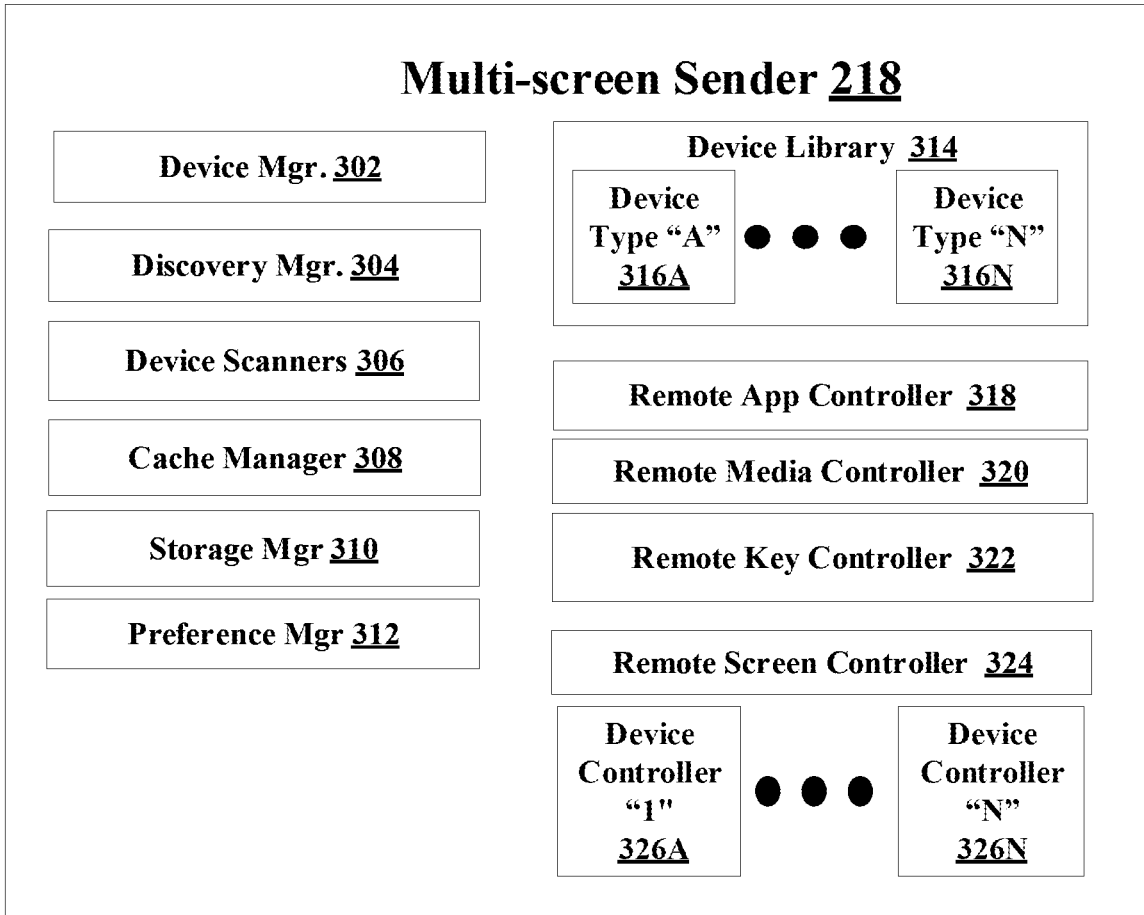 Multi-screen Sender 218
Device Mgr. 302
Discovery Mgr. 304
Device Scanners 306
Cache Manager 308
Storage Mgr 310
Preference Mgr 312
Device Library 314
Device
Type “A”
316A
Device
Type “N”
316N
Remote App Controller 318
Remote Media Controller 320
Remote Key Controller 322
Remote Screen Controller 324
Device
Controller
“1"
326A
Device
Controller
“N”
326N